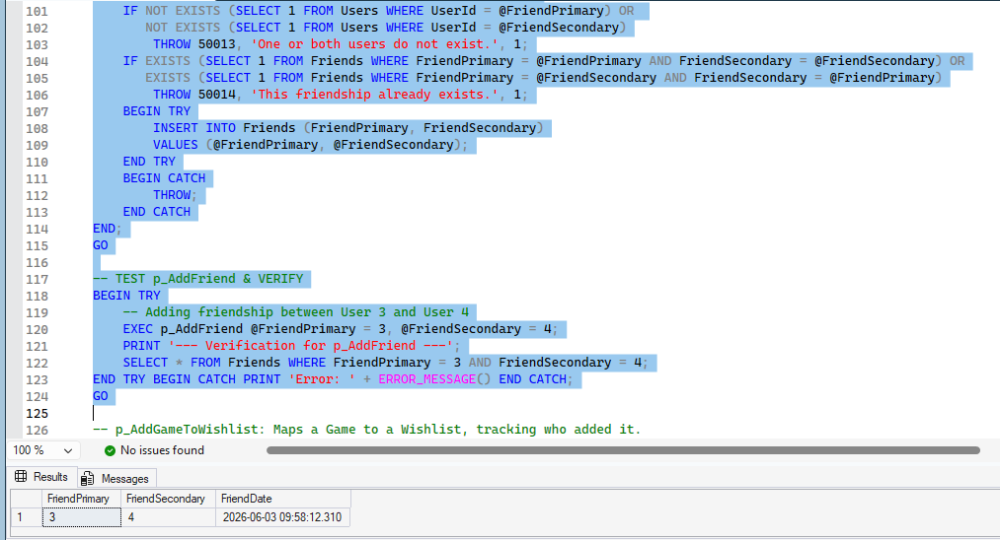 101 IF NOT EXISTS (SELECT 1 FROM Users WHERE UserId = @FriendPrimary) OR
102 NOT EXISTS (SELECT 1 FROM Users WHERE UserId = @FriendSecondary)
103 THROW 50013, 'One or both users do not exist.', 1;
104 IF EXISTS (SELECT 1 FROM Friends WHERE FriendPrimary = @FriendPrimary AND FriendSecondary = @FriendSecondary) OR
105 EXISTS (SELECT 1 FROM Friends WHERE FriendPrimary = @FriendSecondary AND FriendSecondary = @FriendPrimary)
106 THROW 50014, 'This friendship already exists.', 1;
107 BEGIN TRY
108 INSERT INTO Friends (FriendPrimary, FriendSecondary)
109 VALUES (@FriendPrimary, @FriendSecondary);
110 END TRY
111 BEGIN CATCH
112 THROW;
113 END CATCH
114 END;
115 GO
116
117 -- TEST p_AddFriend & VERIFY
118 BEGIN TRY
119 -- Adding friendship between User 3 and User 4
120 EXEC p_AddFriend @FriendPrimary = 3, @FriendSecondary = 4;
121 PRINT '--- Verification for p_AddFriend ---';
122 SELECT * FROM Friends WHERE FriendPrimary = 3 AND FriendSecondary = 4;
123 END TRY BEGIN CATCH PRINT 'Error: ' + ERROR_MESSAGE() END CATCH;
124 GO
125
126 -- p_AddGameToWishlist: Maps a Game to a Wishlist, tracking who added it.
100 % No issues found
Results Messages
FriendPrimary FriendSecondary FriendDate
1 3 4 2026-06-03 09:58:12.310